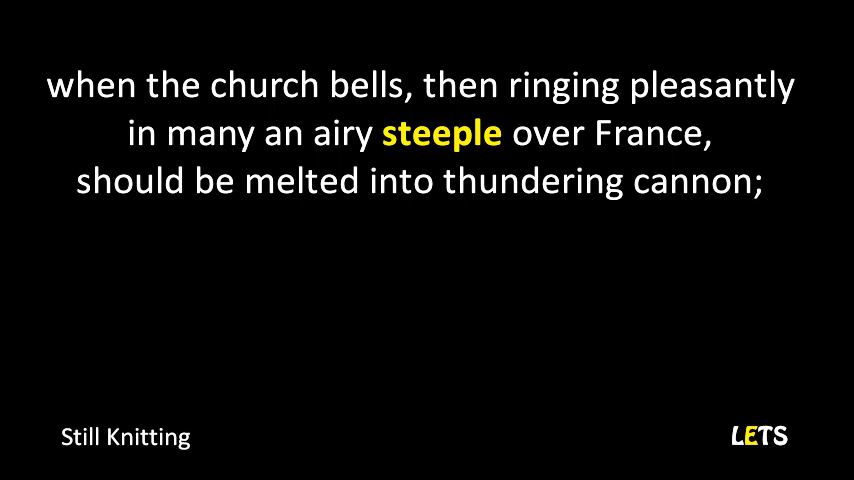 when the church bells, then ringing pleasantly
in many an airy steeple over France,
should be melted into thundering cannon;
Still Knitting
LETS